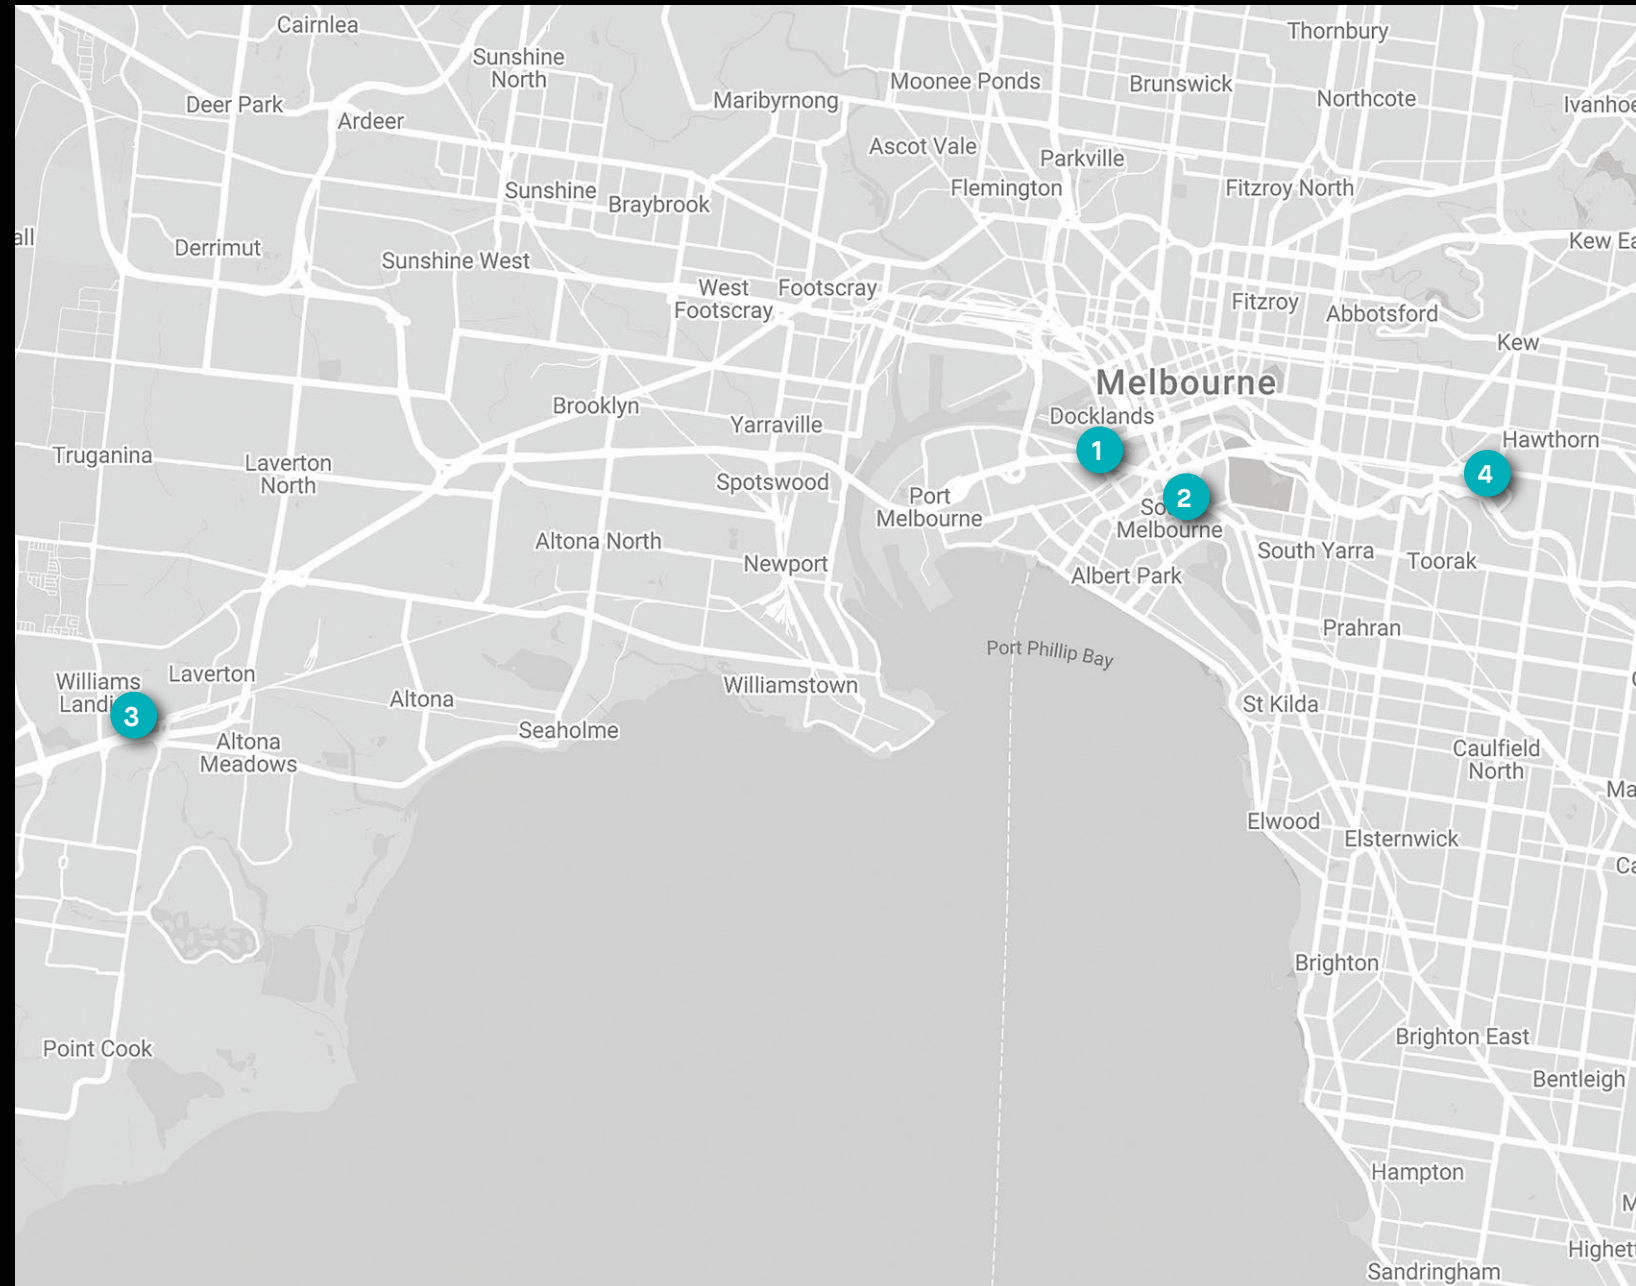 Cairnlea
Thornbury
Sunshine
North
Moonee Ponds
Brunswick
Deer Park
Maribyrnong
Northcote
Ardeer
Ascot Vale
Parkville
Sunshine
Braybrook
Flemington
Fitzroy North
Derrimut
Sunshine West
West
Footscray
Footscray
Fitzroy
Abbotsford
Kew
Melbourne
Brooklyn
Docklands
Yarraville
Hawthorn
1
Truganina
Laverton
North
Spotswood
4
Port
Melbourne
2
Melbourne
Altona North
South Yarra
Newport
Toorak
Albert Park
Prahran
Port Phillip Bay
Williams
Laverton
Williamstown
Altona
St Kilda
3
Seaholme
Altona
Meadows
Caulfield
North
Elwood
Elsternwick
Brighton
Brighton East
Point Cook
Bentleigh
Hampton
Sandringham